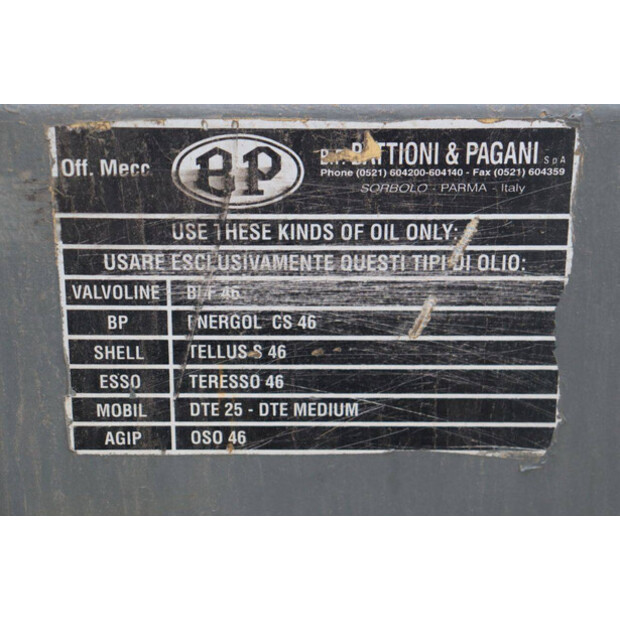 Off. Mecc.
BP
BATTIONI & PAGANI SpA
Phone (0521) 604200-604140 - Fax (0521) 604359
SORBOLO - PARMA - Italy
USE THESE KINDS OF OIL ONLY:
USARE ESCLUSIVAMENTE QUESTI TIPI DI OLIO:
VALVOLINE 46
BP ENERGOL CS 46
SHELL TELLUS S 46
ESSO TERESSO 46
MOBIL DTE 25 - DTE MEDIUM
AGIP OSO 46